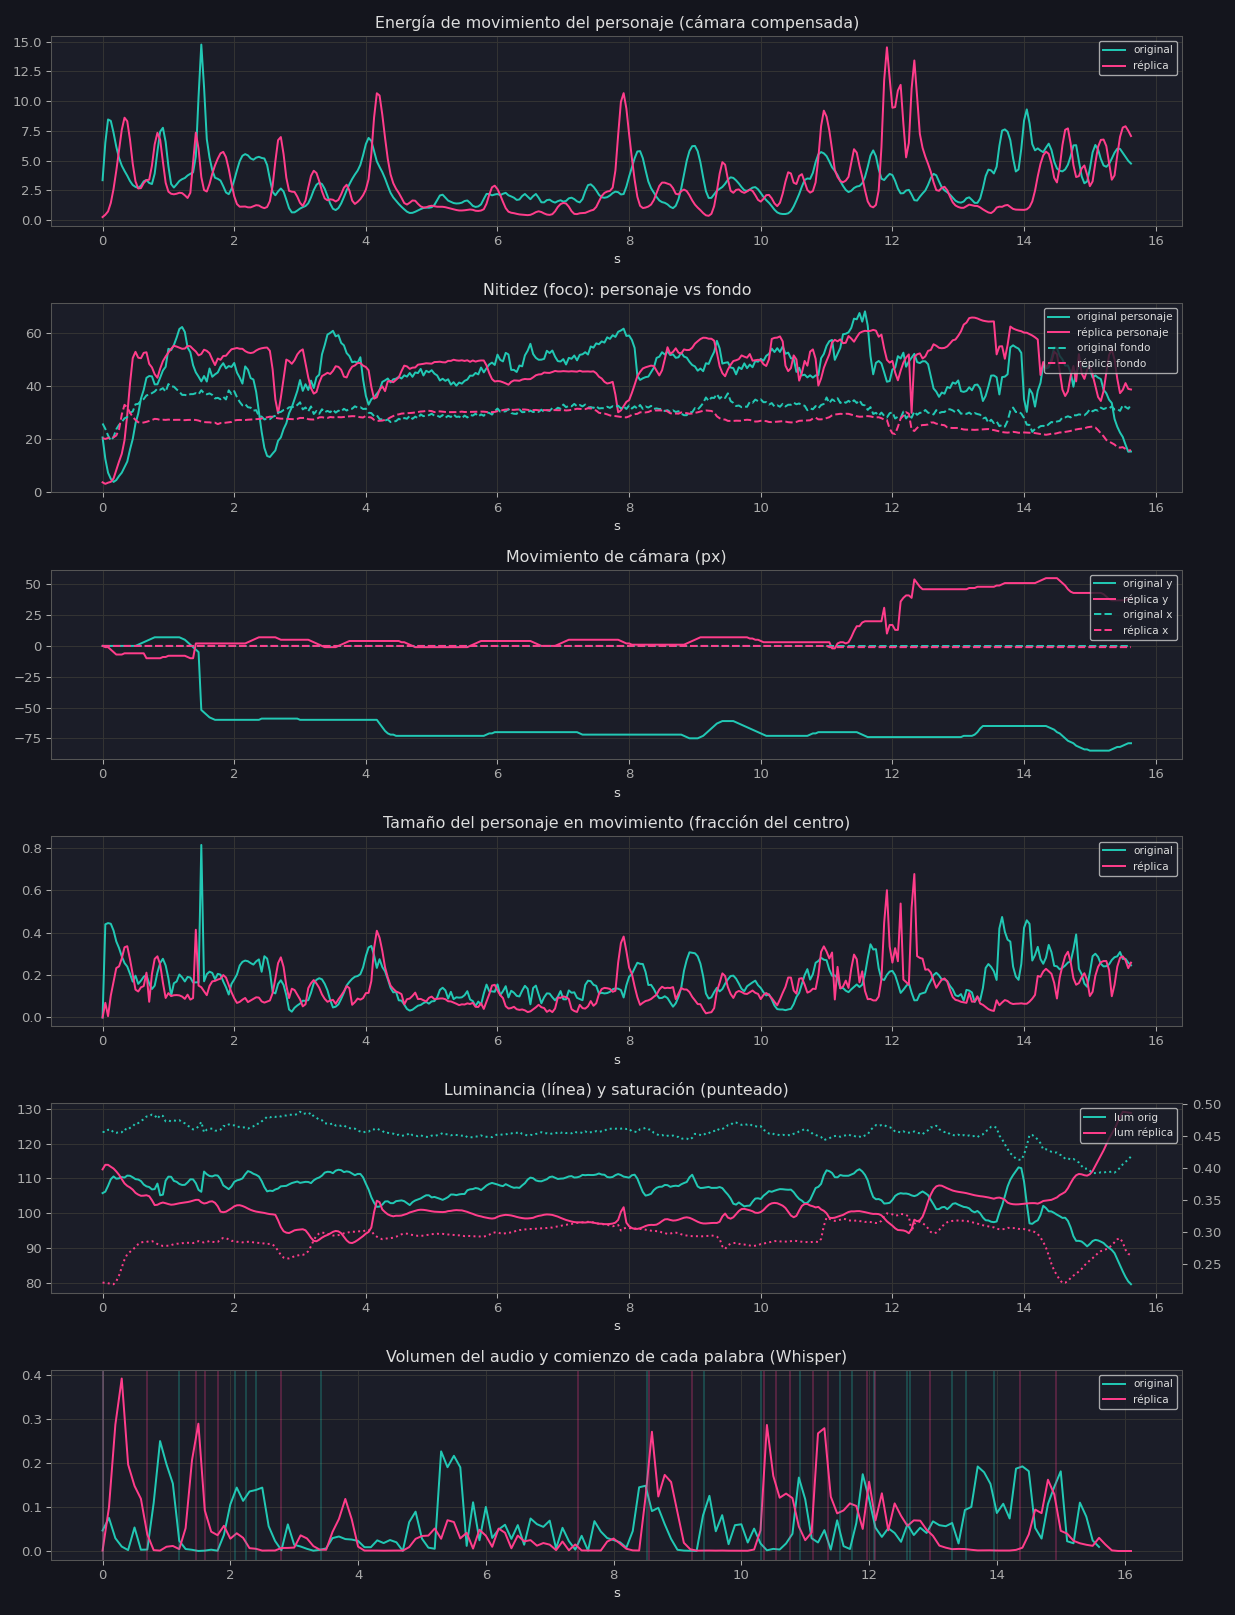 Energía de movimiento del personaje (cámara compensada)
15.0
12.5
10.0
7.5
5.0
2.5
0.0
original
réplica
0 2 4 6 8 10 12 14 16
s
Nitidez (foco): personaje vs fondo
60
40
20
0
original personaje
réplica personaje
original fondo
réplica fondo
0 2 4 6 8 10 12 14 16
s
Movimiento de cámara (px)
50
25
0
−25
−50
−75
original y
réplica y
original x
réplica x
0 2 4 6 8 10 12 14 16
s
Tamaño del personaje en movimiento (fracción del centro)
0.8
0.6
0.4
0.2
0.0
original
réplica
0 2 4 6 8 10 12 14 16
s
Luminancia (línea) y saturación (punteado)
130
120
110
100
90
80
lum orig
lum réplica
0.50
0.45
0.40
0.35
0.30
0.25
0 2 4 6 8 10 12 14 16
s
Volumen del audio y comienzo de cada palabra (Whisper)
0.4
0.3
0.2
0.1
0.0
original
réplica
0 2 4 6 8 10 12 14 16
s